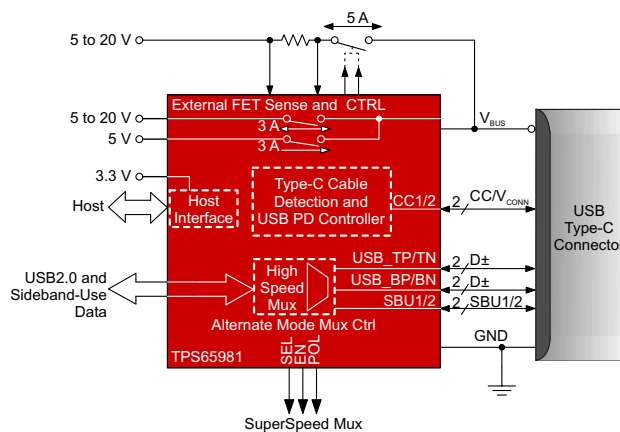 5 A
5 to 20 V
External FET Sense and CTRL
5 to 20 V
3 A
5 V
3 A
VBUS
3.3 V
Host
Host
Interface
Type-C Cable
Detection and
USB PD Controller
CC1/2
2
CC/VCONN
USB
Type-C
Connector
USB2.0 and
Sideband-Use
Data
High
Speed
Mux
USB_TP/TN
2
D±
USB_BP/BN
2
D±
SBU1/2
2
SBU1/2
Alternate Mode Mux Ctrl
GND
TPS65981
SEL
EN
POL
SuperSpeed Mux